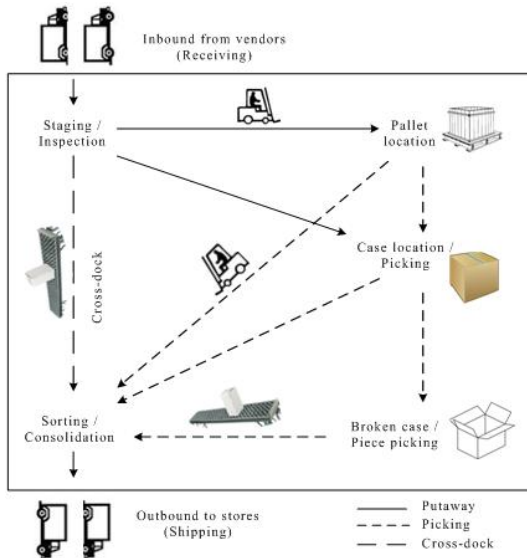 Inbound from vendors
(Receiving)
Staging /
Inspection
Pallet
location
Case location /
Picking
Cross-dock
Sorting /
Consolidation
Broken case /
Piece picking
Outbound to stores
(Shipping)
Putaway
Picking
Cross-dock